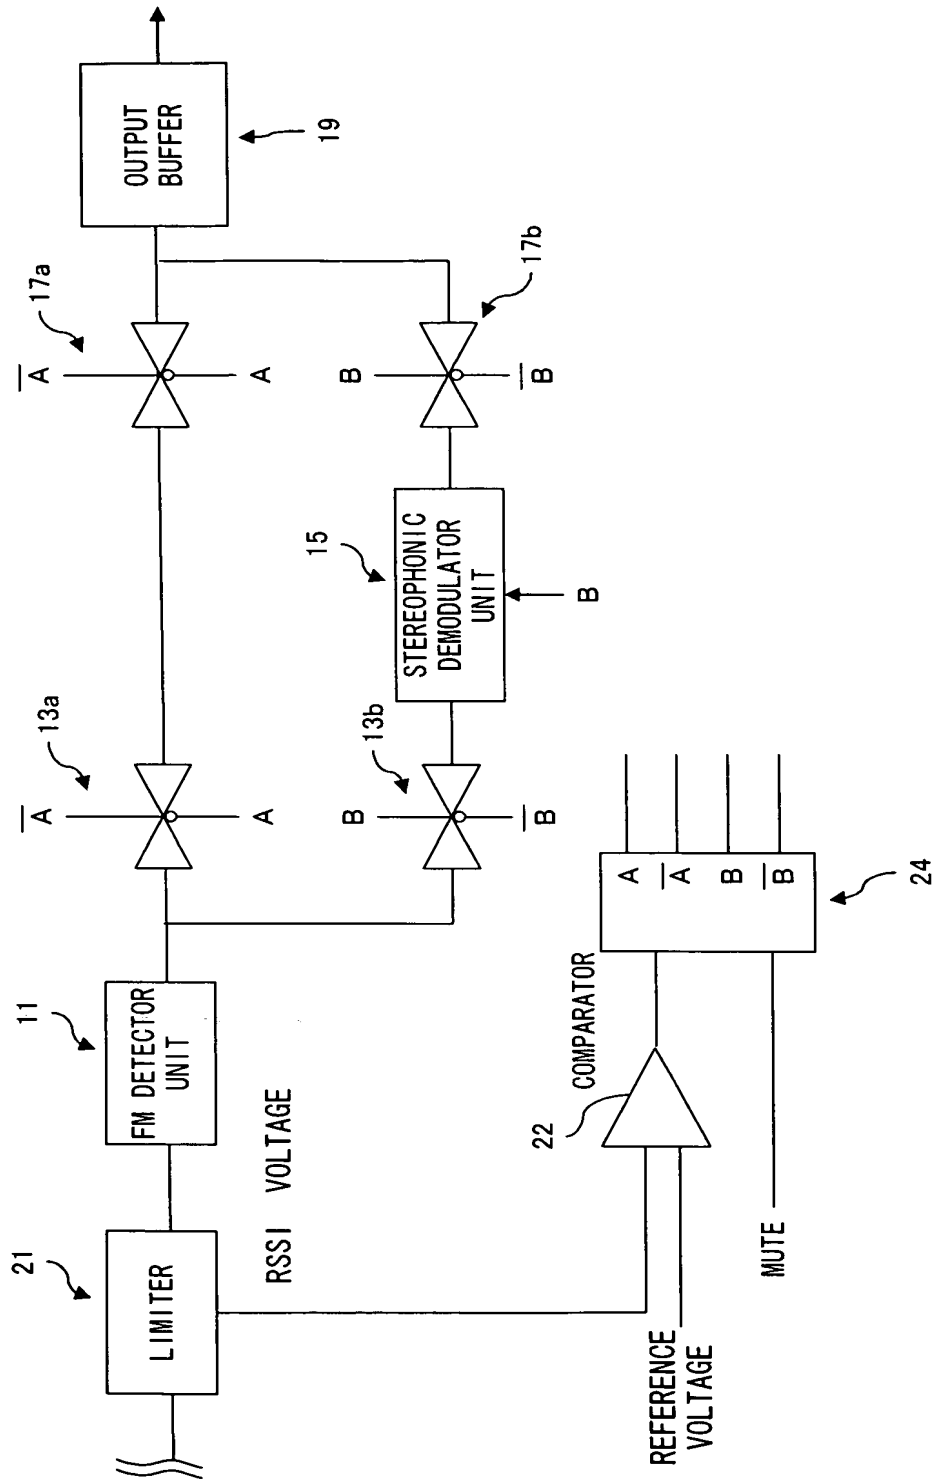 21
LIMITER
11
FM DETECTOR
UNIT
RSSI VOLTAGE
13a
A̅
A
17a
A̅
A
OUTPUT
BUFFER
19
B
13b
B̅
15
STEREOPHONIC
DEMODULATOR
UNIT
B
B
17b
B̅
REFERENCE
VOLTAGE
22
COMPARATOR
MUTE
A
A̅
B
B̅
24